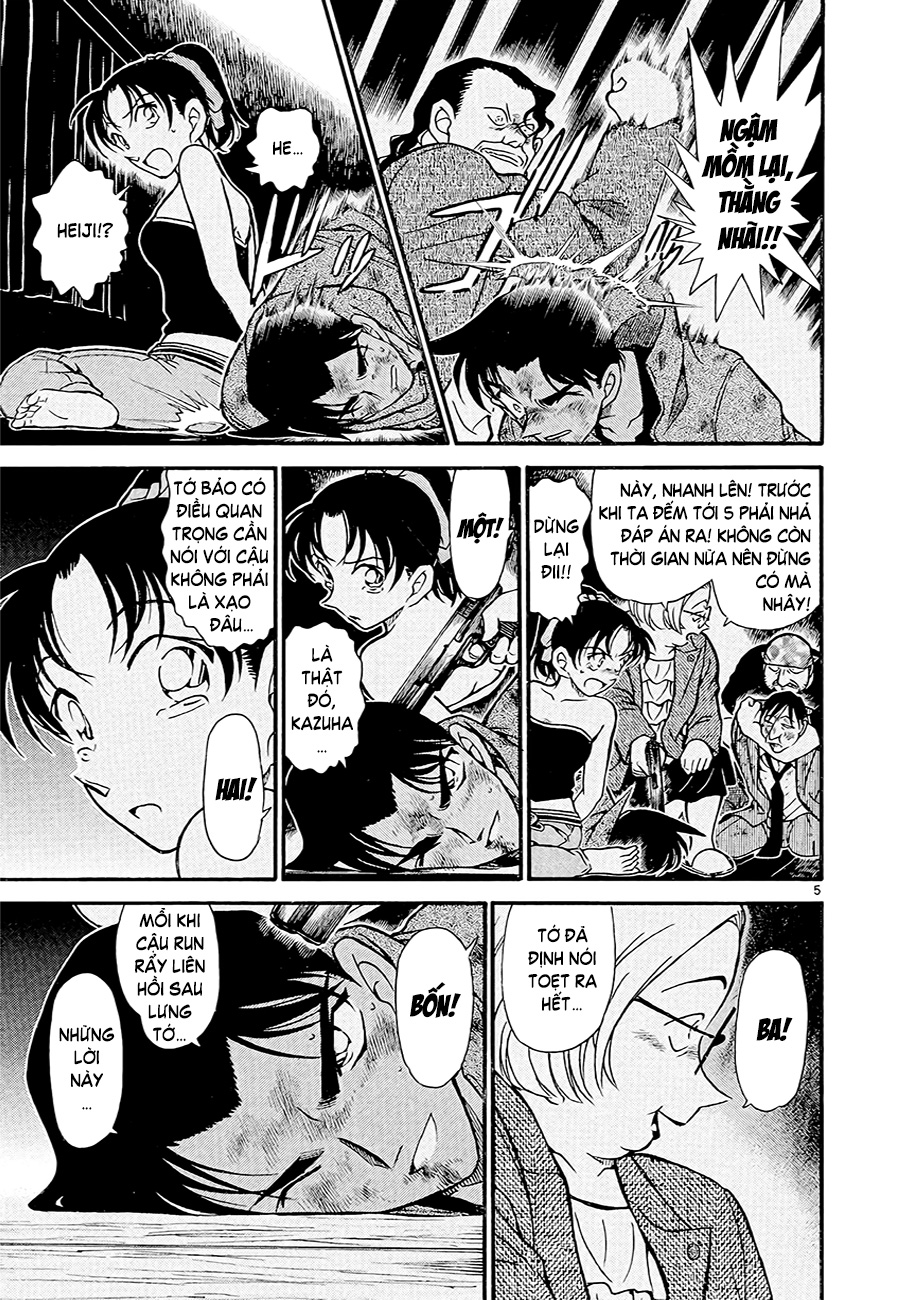 NGẬM
MỒM LẠI,
THẰNG
NHÃI!!
HE...
HEIJI!?
NÀY, NHANH LÊN! TRƯỚC
KHI TA ĐẾM TỚI 5 PHẢI NHẢ
ĐÁP ÁN RA! KHÔNG CÒN
THỜI GIAN NỮA NÊN ĐỪNG
CÓ MÀ
NHÂY!
DỪNG
LẠI
ĐII!!
MỘT!
LÀ
THẬT
ĐÓ,
KAZUHA
...
TỚ BẢO CÓ
ĐIỀU QUAN
TRỌNG CẦN
NÓI VỚI CẬU
KHÔNG PHẢI
LÀ XẠO
ĐÂU...
HAI!
5
BA!
TỚ ĐÃ
ĐỊNH NÓI
TOẸT RA
HẾT...
BỐN!
MỖI KHI
CẬU RUN
RẨY LIÊN
HỒI SAU
LƯNG
TỚ...
NHỮNG
LỜI
NÀY
...